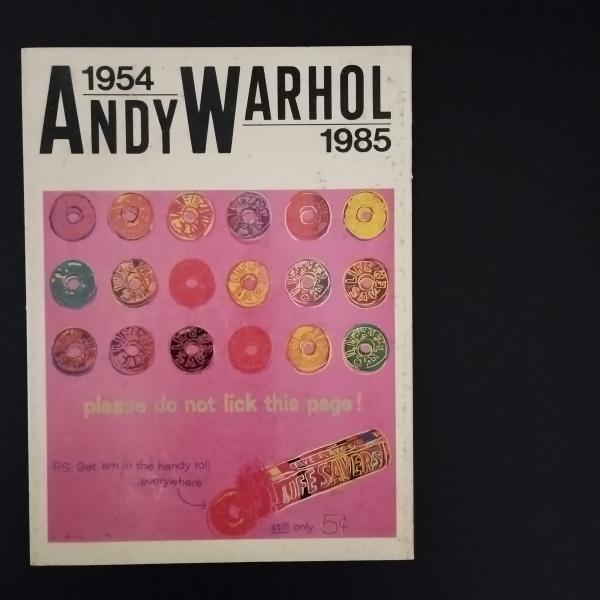 1954
ANDY WARHOL
1985
please do not lick this page!
P.S. Get 'em in the handy roll
...everywhere
LIFE SAVERS
...still only 5¢